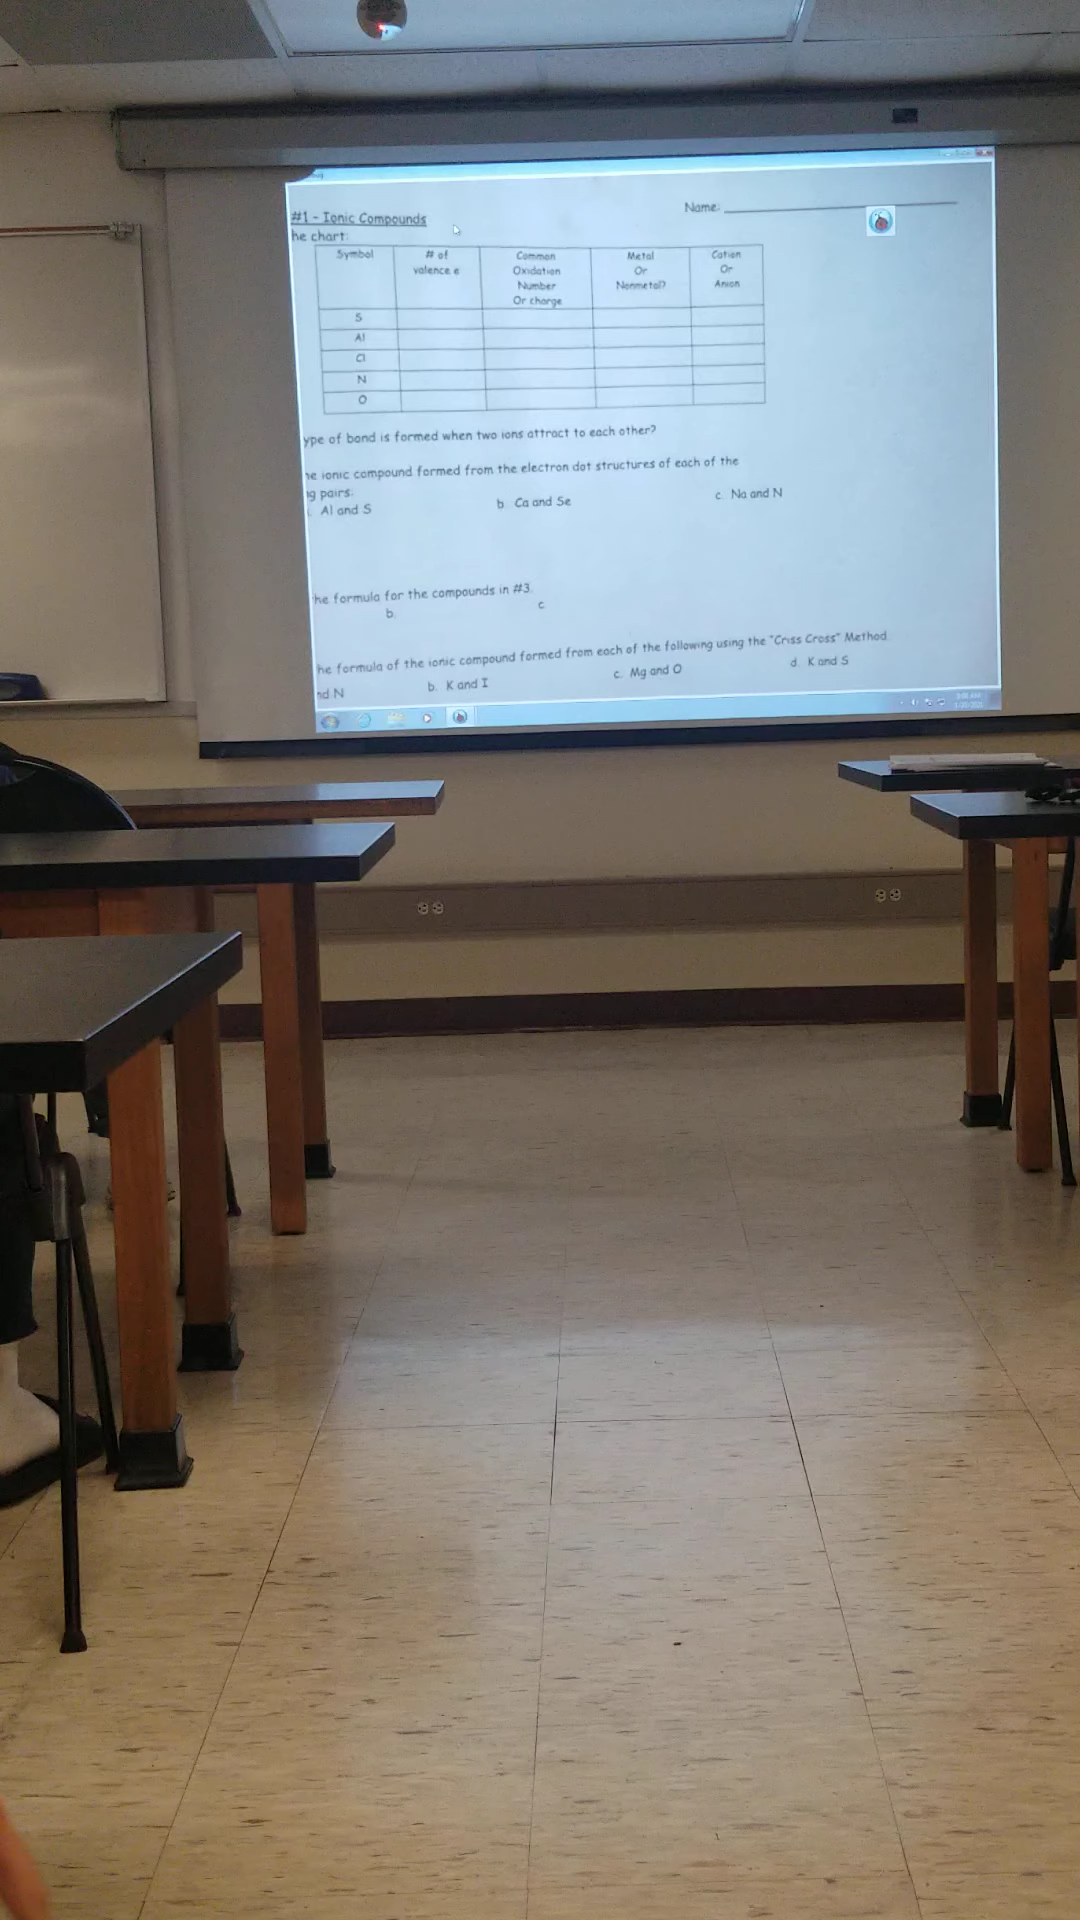 #1 - Ionic Compounds
Name:
he chart:
Symbol
# of
valence e
Common
Oxidation
Number
Or charge
Metal
Or
Nonmetal?
Cation
Or
Anion
S
Al
Cl
N
O
ype of bond is formed when two ions attract to each other?
he ionic compound formed from the electron dot structures of each of the
ng pairs:
Al and S
b. Ca and Se
c. Na and N
he formula for the compounds in #3.
b.
c.
he formula of the ionic compound formed from each of the following using the "Criss Cross" Method.
nd N
b. K and I
c. Mg and O
d. K and S